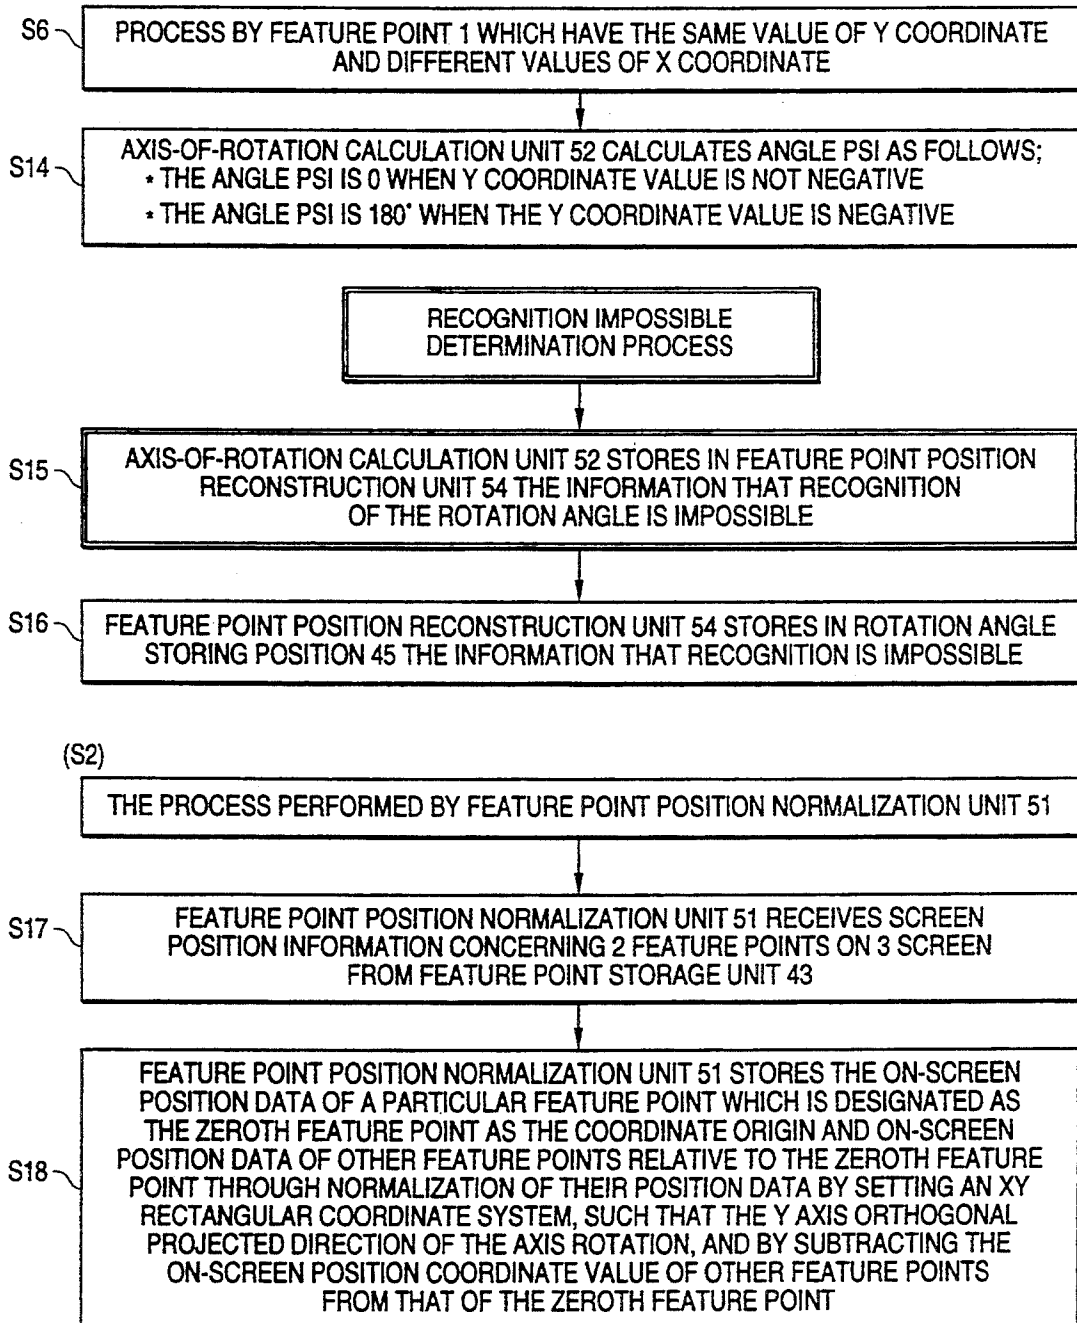 S6
PROCESS BY FEATURE POINT 1 WHICH HAVE THE SAME VALUE OF Y COORDINATE
AND DIFFERENT VALUES OF X COORDINATE
S14
AXIS-OF-ROTATION CALCULATION UNIT 52 CALCULATES ANGLE PSI AS FOLLOWS;
* THE ANGLE PSI IS 0 WHEN Y COORDINATE VALUE IS NOT NEGATIVE
* THE ANGLE PSI IS 180° WHEN THE Y COORDINATE VALUE IS NEGATIVE
RECOGNITION IMPOSSIBLE
DETERMINATION PROCESS
S15
AXIS-OF-ROTATION CALCULATION UNIT 52 STORES IN FEATURE POINT POSITION
RECONSTRUCTION UNIT 54 THE INFORMATION THAT RECOGNITION
OF THE ROTATION ANGLE IS IMPOSSIBLE
S16
FEATURE POINT POSITION RECONSTRUCTION UNIT 54 STORES IN ROTATION ANGLE
STORING POSITION 45 THE INFORMATION THAT RECOGNITION IS IMPOSSIBLE
(S2)
THE PROCESS PERFORMED BY FEATURE POINT POSITION NORMALIZATION UNIT 51
S17
FEATURE POINT POSITION NORMALIZATION UNIT 51 RECEIVES SCREEN
POSITION INFORMATION CONCERNING 2 FEATURE POINTS ON 3 SCREEN
FROM FEATURE POINT STORAGE UNIT 43
S18
FEATURE POINT POSITION NORMALIZATION UNIT 51 STORES THE ON-SCREEN
POSITION DATA OF A PARTICULAR FEATURE POINT WHICH IS DESIGNATED AS
THE ZEROTH FEATURE POINT AS THE COORDINATE ORIGIN AND ON-SCREEN
POSITION DATA OF OTHER FEATURE POINTS RELATIVE TO THE ZEROTH FEATURE
POINT THROUGH NORMALIZATION OF THEIR POSITION DATA BY SETTING AN XY
RECTANGULAR COORDINATE SYSTEM, SUCH THAT THE Y AXIS ORTHOGONAL
PROJECTED DIRECTION OF THE AXIS ROTATION, AND BY SUBTRACTING THE
ON-SCREEN POSITION COORDINATE VALUE OF OTHER FEATURE POINTS
FROM THAT OF THE ZEROTH FEATURE POINT